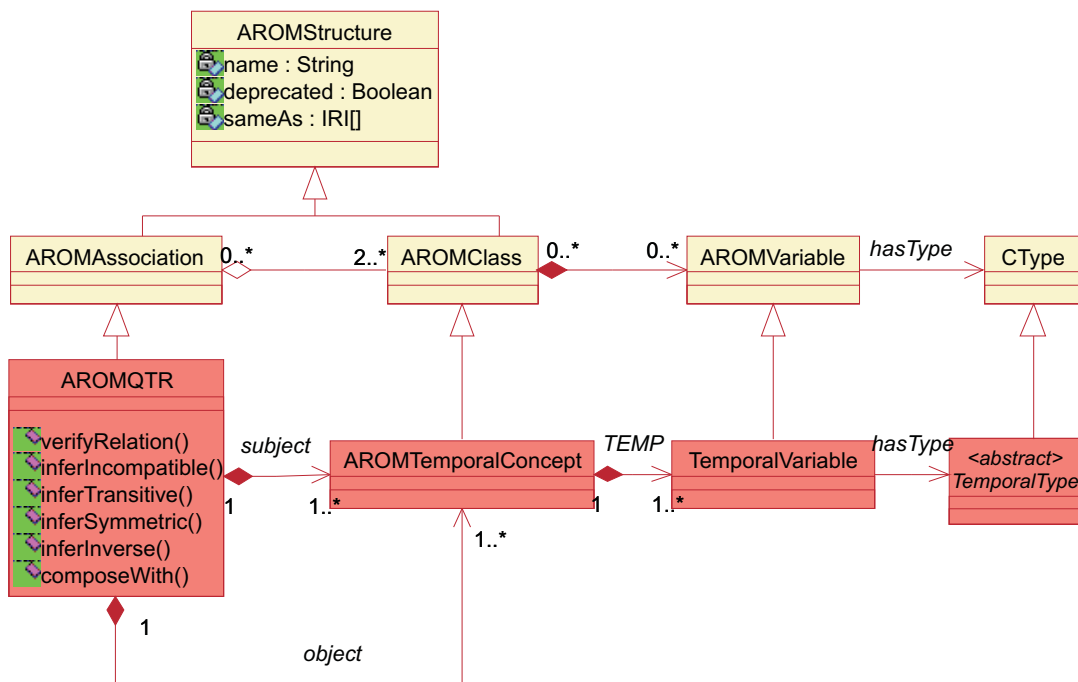 AROMStructure
name : String
deprecated : Boolean
sameAs : IRI[]
AROMAssociation
0..*
2..*
AROMClass
0..*
0..*
AROMVariable
hasType
CType
AROMQTR
verifyRelation()
inferIncompatible()
inferTransitive()
inferSymmetric()
inferInverse()
composeWith()
subject
1
1..*
AROMTemporalConcept
TEMP
1
1..*
TemporalVariable
hasType
<abstract>
TemporalType
1..*
1
object